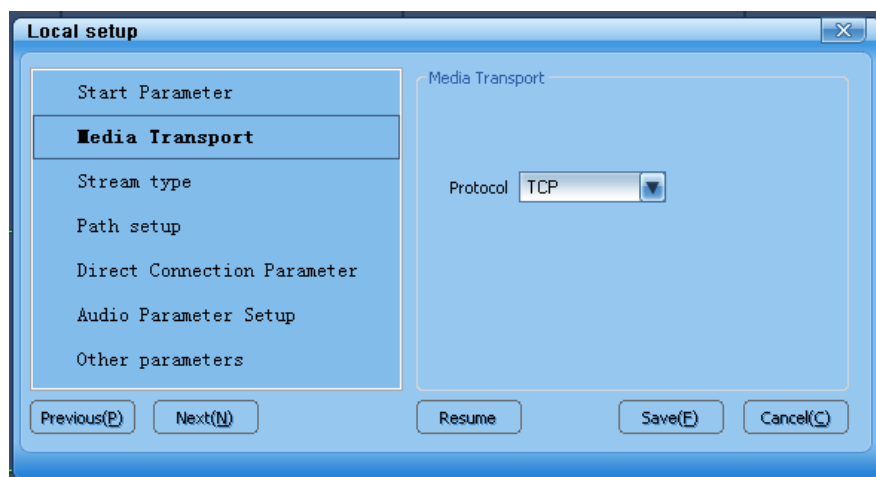 Local setup
Start Parameter
Media Transport
Stream type
Path setup
Direct Connection Parameter
Audio Parameter Setup
Other parameters
Media Transport
Protocol TCP
Previous(P) Next(N) Resume Save(F) Cancel(C)